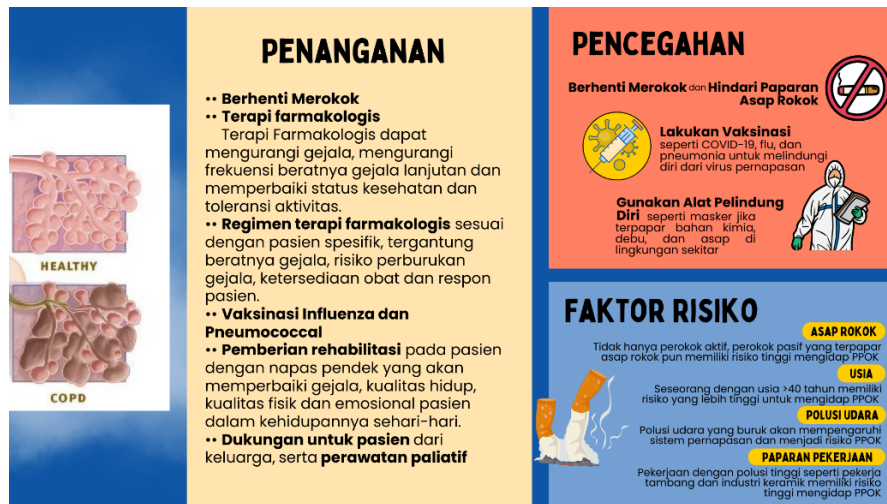 HEALTHY
COPD
PENANGANAN
•• Berhenti Merokok
•• Terapi farmakologis
Terapi Farmakologis dapat
mengurangi gejala, mengurangi
frekuensi beratnya gejala lanjutan dan
memperbaiki status kesehatan dan
toleransi aktivitas.
•• Regimen terapi farmakologis sesuai
dengan pasien spesifik, tergantung
beratnya gejala, risiko perburukan
gejala, ketersediaan obat dan respon
pasien.
•• Vaksinasi Influenza dan
Pneumococcal
•• Pemberian rehabilitasi pada pasien
dengan napas pendek yang akan
memperbaiki gejala, kualitas hidup,
kualitas fisik dan emosional pasien
dalam kehidupannya sehari-hari.
•• Dukungan untuk pasien dari
keluarga, serta perawatan paliatif
PENCEGAHAN
Berhenti Merokok dan Hindari Paparan
Asap Rokok
Lakukan Vaksinasi
seperti COVID-19, flu, dan
pneumonia untuk melindungi
diri dari virus pernapasan
Gunakan Alat Pelindung
Diri seperti masker jika
terpapar bahan kimia,
debu, dan asap di
lingkungan sekitar
FAKTOR RISIKO
ASAP ROKOK
Tidak hanya perokok aktif, perokok pasif yang terpapar
asap rokok pun memiliki risiko tinggi mengidap PPOK
USIA
Seseorang dengan usia >40 tahun memiliki
risiko yang lebih tinggi untuk mengidap PPOK
POLUSI UDARA
Polusi udara yang buruk akan mempengaruhi
sistem pernapasan dan menjadi risiko PPOK
PAPARAN PEKERJAAN
Pekerjaan dengan polusi tinggi seperti pekerja
tambang dan industri keramik memiliki risiko
tinggi mengidap PPOK